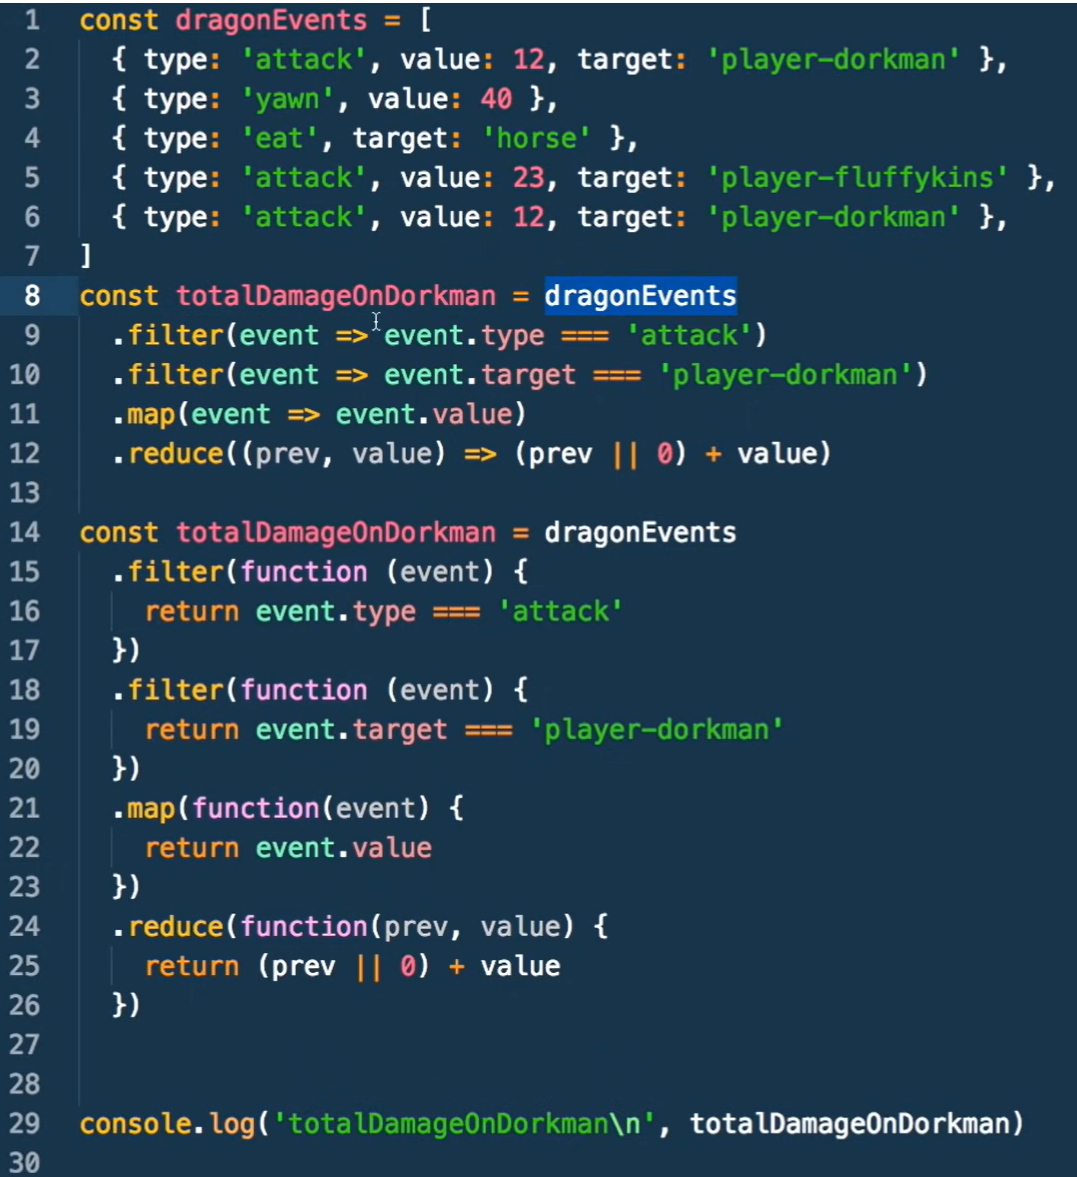 1 const dragonEvents = [
2 { type: 'attack', value: 12, target: 'player-dorkman' },
3 { type: 'yawn', value: 40 },
4 { type: 'eat', target: 'horse' },
5 { type: 'attack', value: 23, target: 'player-fluffykins' },
6 { type: 'attack', value: 12, target: 'player-dorkman' },
7 ]
8 const totalDamageOnDorkman = dragonEvents
9 .filter(event => event.type === 'attack')
10 .filter(event => event.target === 'player-dorkman')
11 .map(event => event.value)
12 .reduce((prev, value) => (prev || 0) + value)
13
14 const totalDamageOnDorkman = dragonEvents
15 .filter(function (event) {
16 return event.type === 'attack'
17 })
18 .filter(function (event) {
19 return event.target === 'player-dorkman'
20 })
21 .map(function(event) {
22 return event.value
23 })
24 .reduce(function(prev, value) {
25 return (prev || 0) + value
26 })
27
28
29 console.log('totalDamageOnDorkman\n', totalDamageOnDorkman)
30